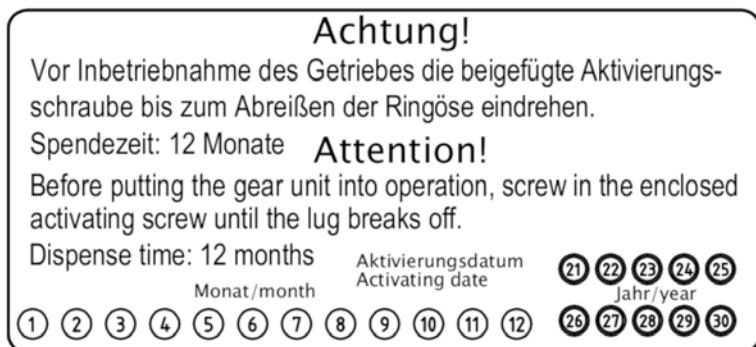 Achtung!
Vor Inbetriebnahme des Getriebes die beigefügte Aktivierungs-
schraube bis zum Abreißen der Ringöse eindrehen.
Spendezeit: 12 Monate
Attention!
Before putting the gear unit into operation, screw in the enclosed
activating screw until the lug breaks off.
Dispense time: 12 months
Aktivierungsdatum
Activating date
Monat/month
1 2 3 4 5 6 7 8 9 10 11 12
21 22 23 24 25
Jahr/year
26 27 28 29 30